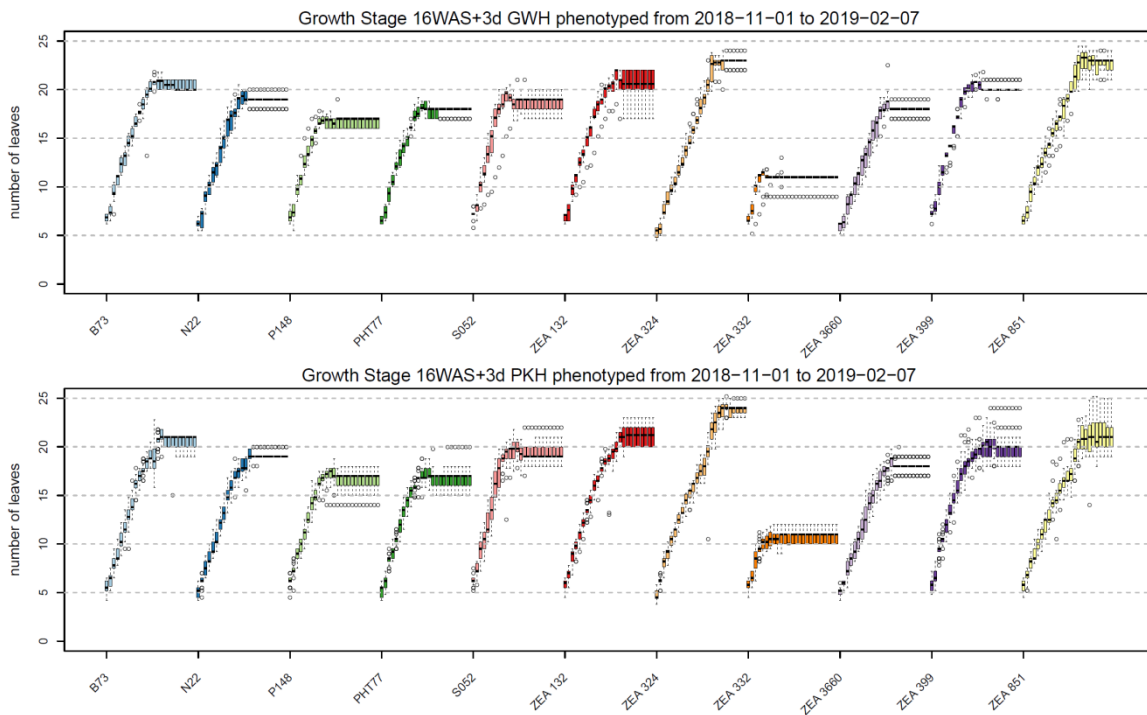 Growth Stage 16WAS+3d GWH phenotyped from 2018−11−01 to 2019−02−07
number of leaves
25
20
15
10
5
0
B73
N22
P148
PHT77
S052
ZEA 132
ZEA 324
ZEA 332
ZEA 3660
ZEA 399
ZEA 851
Growth Stage 16WAS+3d PKH phenotyped from 2018−11−01 to 2019−02−07
number of leaves
25
20
15
10
5
0
B73
N22
P148
PHT77
S052
ZEA 132
ZEA 324
ZEA 332
ZEA 3660
ZEA 399
ZEA 851